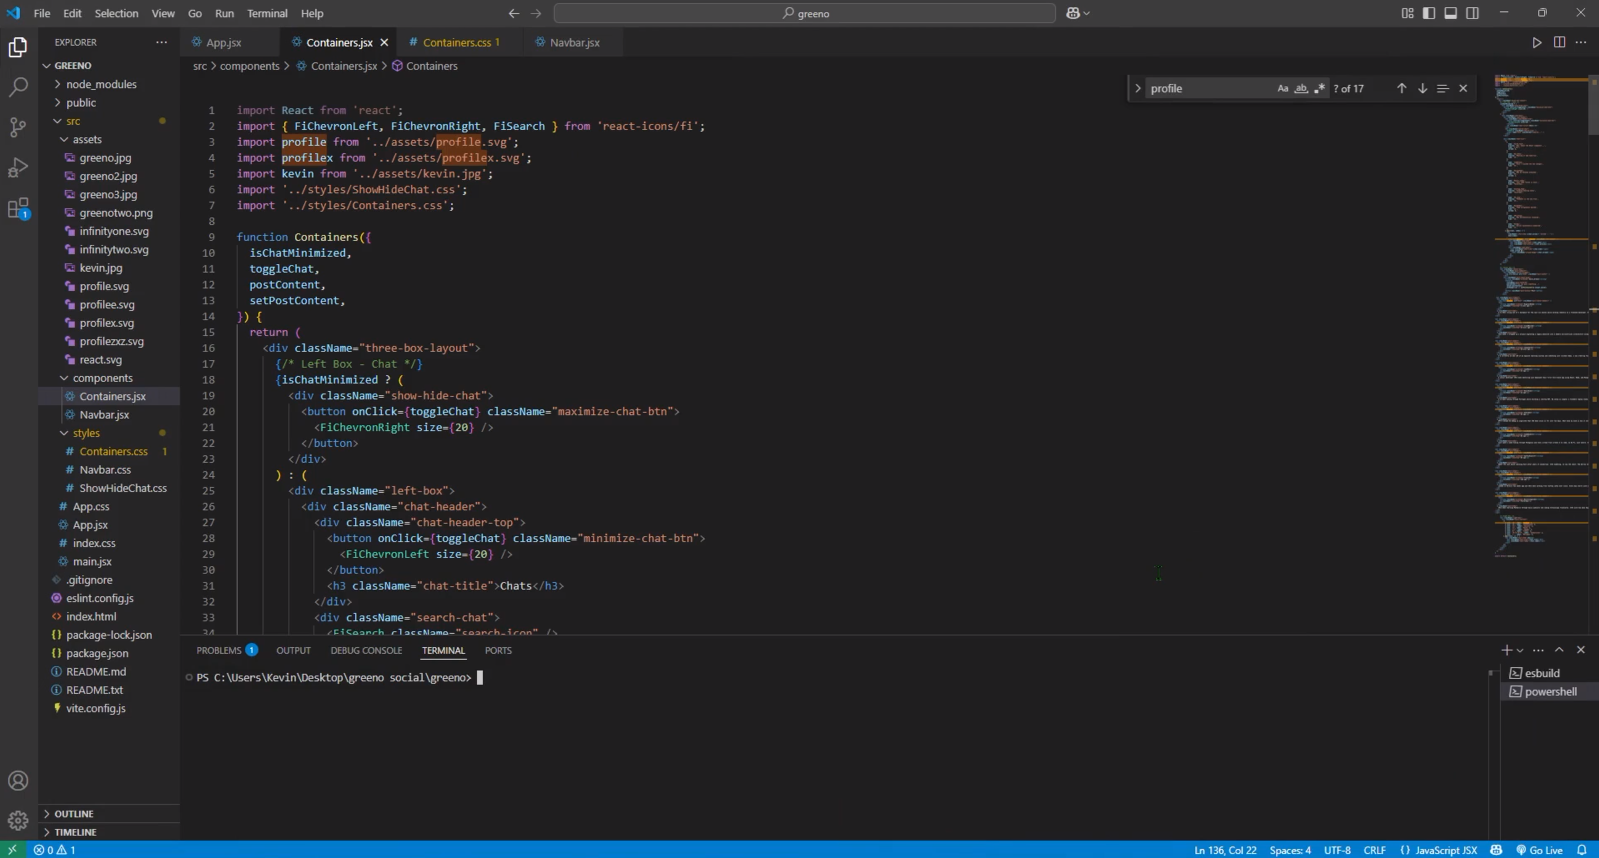 File Edit Selection View Go Run Terminal Help
greeno
EXPLORER
GREENO
node_modules
public
src
assets
greeno.jpg
greeno2.jpg
greeno3.jpg
greenotwo.png
infinityone.svg
infinitytwo.svg
kevin.jpg
profile.svg
profilee.svg
profilex.svg
profilezxz.svg
react.svg
components
Containers.jsx
Navbar.jsx
styles
Containers.css 1
Navbar.css
ShowHideChat.css
App.css
App.jsx
index.css
main.jsx
.gitignore
eslint.config.js
index.html
package-lock.json
package.json
README.md
README.txt
vite.config.js
OUTLINE
TIMELINE
1
App.jsx Containers.jsx Containers.css 1 Navbar.jsx
src > components > Containers.jsx > Containers
profile Aa ab ? of 17
1 import React from 'react';
2 import { FiChevronLeft, FiChevronRight, FiSearch } from 'react-icons/fi';
3 import profile from '../assets/profile.svg';
4 import profilex from '../assets/profilex.svg';
5 import kevin from '../assets/kevin.jpg';
6 import '../styles/ShowHideChat.css';
7 import '../styles/Containers.css';
8
9 function Containers({
10 isChatMinimized,
11 toggleChat,
12 postContent,
13 setPostContent,
14 }) {
15 return (
16 <div className="three-box-layout">
17 {/* Left Box - Chat */}
18 {isChatMinimized ? (
19 <div className="show-hide-chat">
20 <button onClick={toggleChat} className="maximize-chat-btn">
21 <FiChevronRight size={20} />
22 </button>
23 </div>
24 ) : (
25 <div className="left-box">
26 <div className="chat-header">
27 <div className="chat-header-top">
28 <button onClick={toggleChat} className="minimize-chat-btn">
29 <FiChevronLeft size={20} />
30 </button>
31 <h3 className="chat-title">Chats</h3>
32 </div>
33 <div className="search-chat">
34 <FiSearch className="search-icon" />
PROBLEMS 1 OUTPUT DEBUG CONSOLE TERMINAL PORTS
PS C:\Users\Kevin\Desktop\greeno social\greeno>
esbuild
powershell
0 1
Ln 136, Col 22 Spaces: 4 UTF-8 CRLF {} JavaScript JSX Go Live